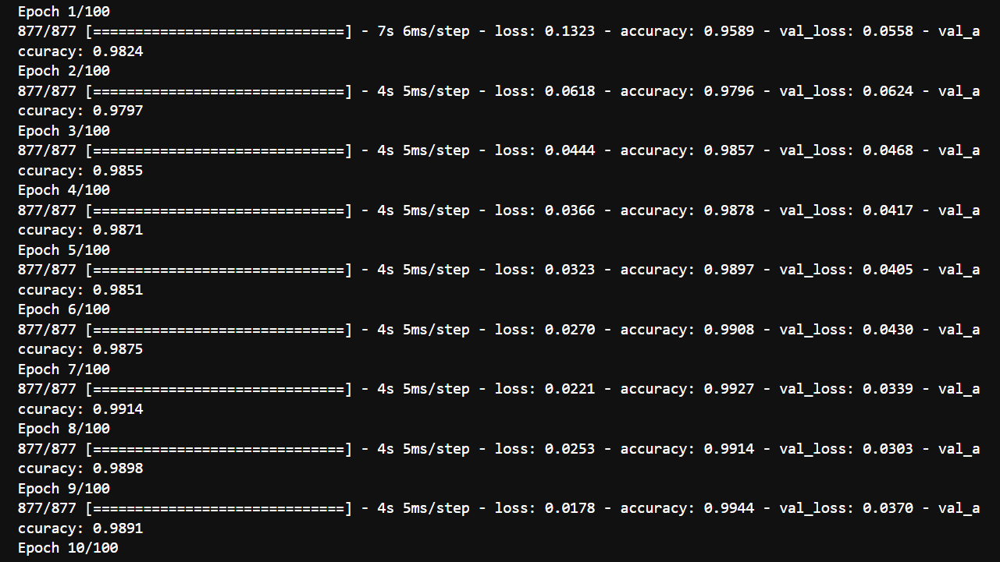 Epoch 1/100
877/877 [==============================] - 7s 6ms/step - loss: 0.1323 - accuracy: 0.9589 - val_loss: 0.0558 - val_a
ccuracy: 0.9824
Epoch 2/100
877/877 [==============================] - 4s 5ms/step - loss: 0.0618 - accuracy: 0.9796 - val_loss: 0.0624 - val_a
ccuracy: 0.9797
Epoch 3/100
877/877 [==============================] - 4s 5ms/step - loss: 0.0444 - accuracy: 0.9857 - val_loss: 0.0468 - val_a
ccuracy: 0.9855
Epoch 4/100
877/877 [==============================] - 4s 5ms/step - loss: 0.0366 - accuracy: 0.9878 - val_loss: 0.0417 - val_a
ccuracy: 0.9871
Epoch 5/100
877/877 [==============================] - 4s 5ms/step - loss: 0.0323 - accuracy: 0.9897 - val_loss: 0.0405 - val_a
ccuracy: 0.9851
Epoch 6/100
877/877 [==============================] - 4s 5ms/step - loss: 0.0270 - accuracy: 0.9908 - val_loss: 0.0430 - val_a
ccuracy: 0.9875
Epoch 7/100
877/877 [==============================] - 4s 5ms/step - loss: 0.0221 - accuracy: 0.9927 - val_loss: 0.0339 - val_a
ccuracy: 0.9914
Epoch 8/100
877/877 [==============================] - 4s 5ms/step - loss: 0.0253 - accuracy: 0.9914 - val_loss: 0.0303 - val_a
ccuracy: 0.9898
Epoch 9/100
877/877 [==============================] - 4s 5ms/step - loss: 0.0178 - accuracy: 0.9944 - val_loss: 0.0370 - val_a
ccuracy: 0.9891
Epoch 10/100